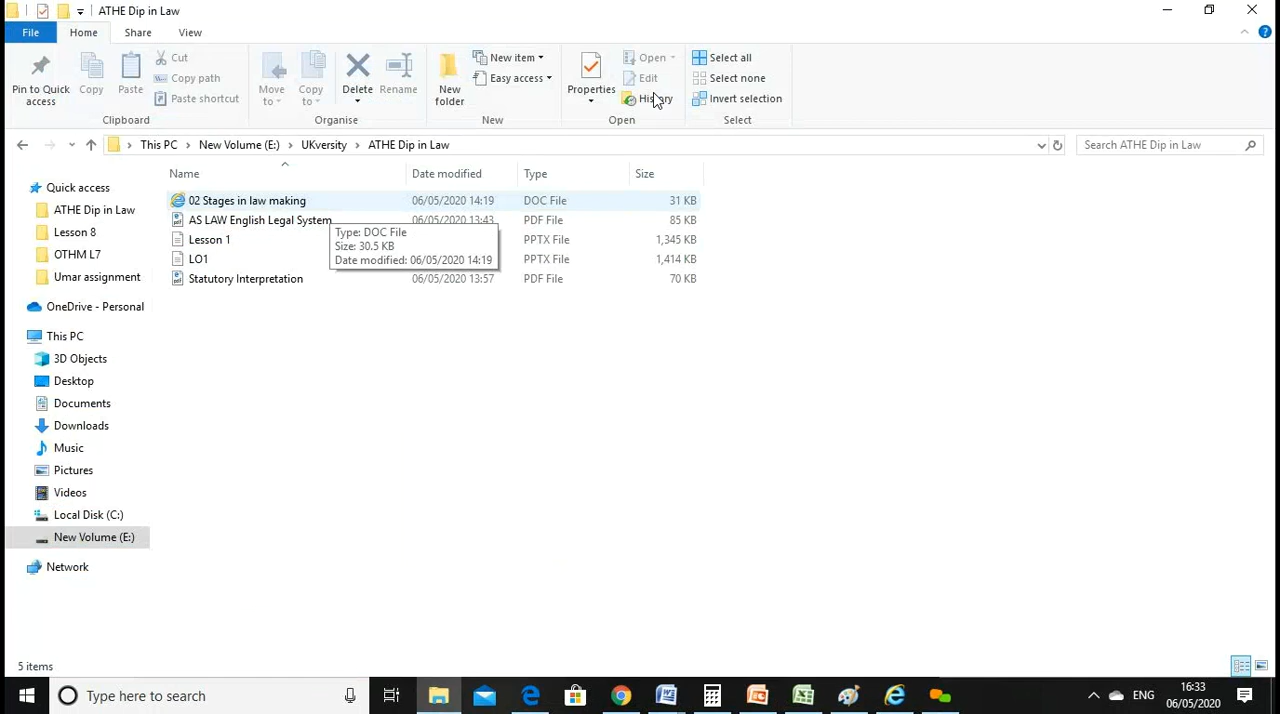 ATHE Dip in Law
File Home Share View
Pin to Quick access
Copy
Paste
Cut
Copy path
Paste shortcut
Clipboard
Move to
Copy to
Delete
Rename
Organise
New folder
New item
Easy access
New
Properties
Open
Edit
History
Open
Select all
Select none
Invert selection
Select
This PC > New Volume (E:) > UKversity > ATHE Dip in Law
Search ATHE Dip in Law
Name Date modified Type Size
02 Stages in law making 06/05/2020 14:19 DOC File 31 KB
AS LAW English Legal System 06/05/2020 13:43 PDF File 85 KB
Lesson 1 PPTX File 1,345 KB
LO1 PPTX File 1,414 KB
Statutory Interpretation 06/05/2020 13:57 PDF File 70 KB
Type: DOC File
Size: 30.5 KB
Date modified: 06/05/2020 14:19
Quick access
ATHE Dip in Law
Lesson 8
OTHM L7
Umar assignment
OneDrive - Personal
This PC
3D Objects
Desktop
Documents
Downloads
Music
Pictures
Videos
Local Disk (C:)
New Volume (E:)
Network
5 items
Type here to search
ENG
16:33
06/05/2020